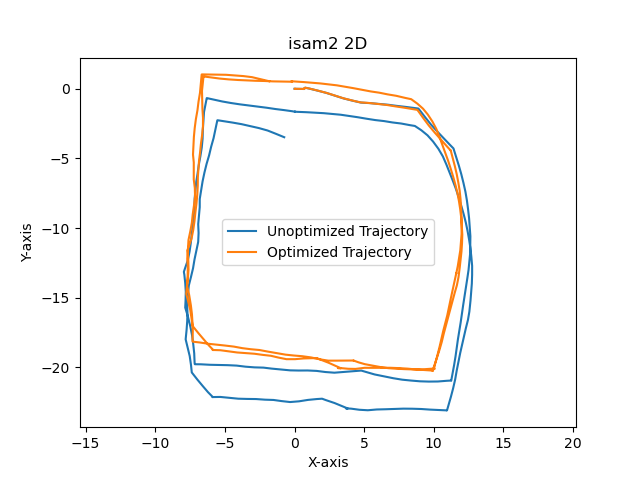 isam2 2D
0
−5
−10
−15
−20
Y-axis
Unoptimized Trajectory
Optimized Trajectory
−15
−10
−5
0
5
10
15
20
X-axis